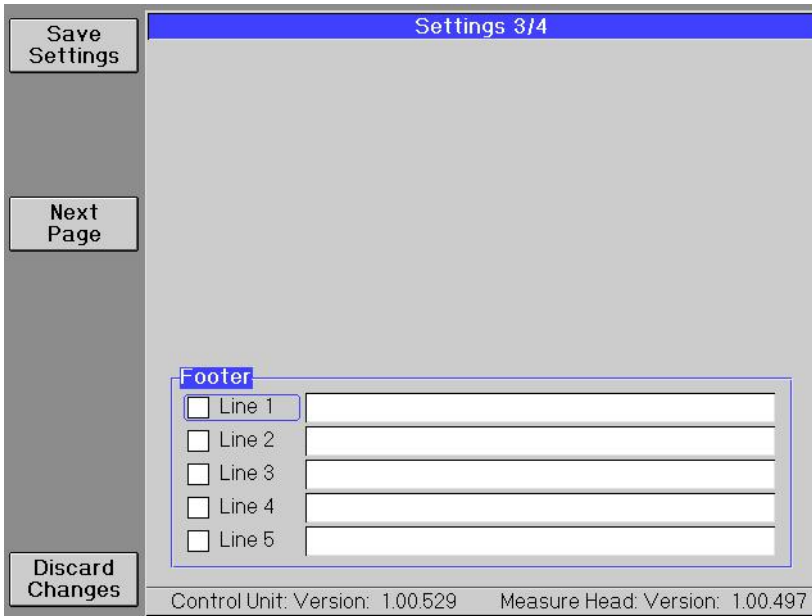 Save
Settings
Settings 3/4
Next
Page
Footer
Line 1
Line 2
Line 3
Line 4
Line 5
Discard
Changes
Control Unit: Version: 1.00.529 Measure Head: Version: 1.00.497